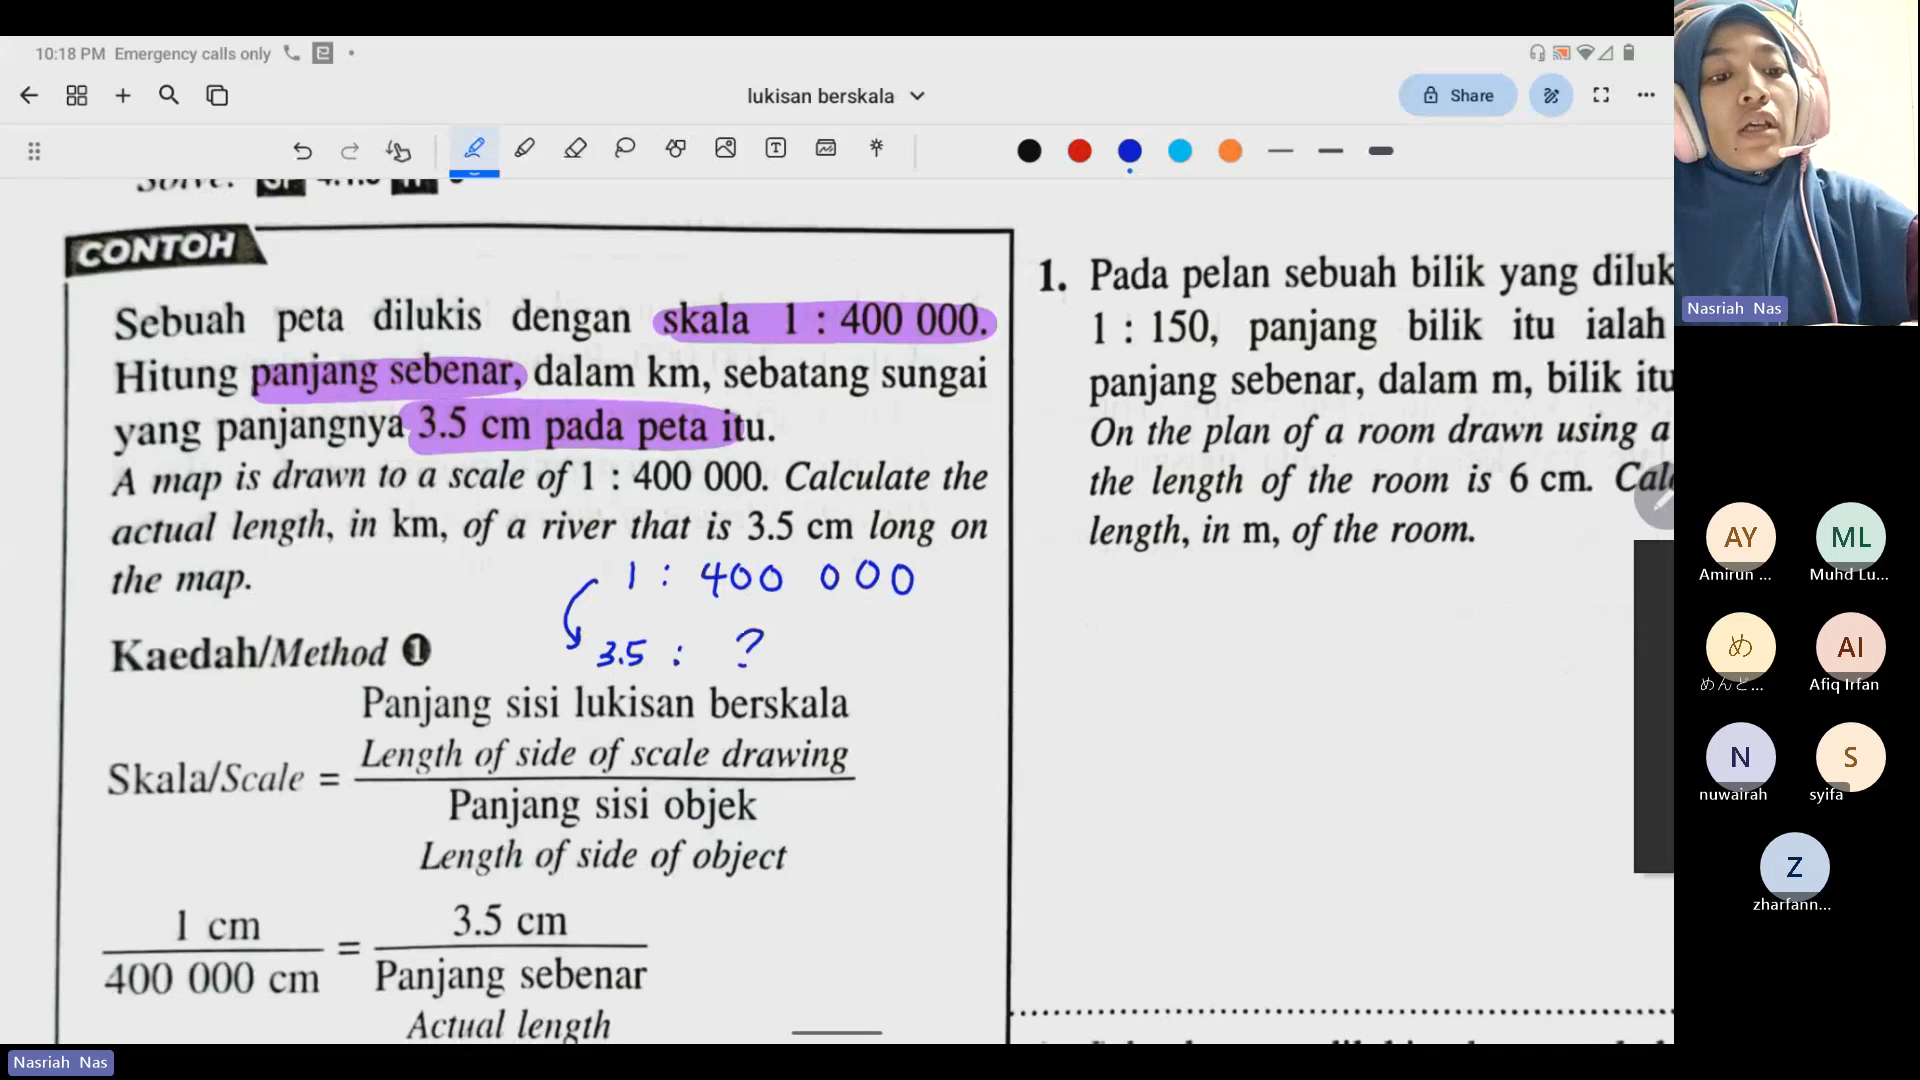 10:18 PM Emergency calls only
lukisan berskala
Share
Solve:
CONTOH
Sebuah peta dilukis dengan skala 1 : 400 000.
Hitung panjang sebenar, dalam km, sebatang sungai
yang panjangnya 3.5 cm pada peta itu.
A map is drawn to a scale of 1 : 400 000. Calculate the
actual length, in km, of a river that is 3.5 cm long on
the map.
1 : 400 000
3.5 : ?
Kaedah/Method 1
Panjang sisi lukisan berskala
Length of side of scale drawing
Skala/Scale =
Panjang sisi objek
Length of side of object
1 cm
400 000 cm
=
3.5 cm
Panjang sebenar
Actual length
1. Pada pelan sebuah bilik yang diluk
1 : 150, panjang bilik itu ialah
panjang sebenar, dalam m, bilik itu
On the plan of a room drawn using a
the length of the room is 6 cm. Calc
length, in m, of the room.
Nasriah Nas
AY
Amirun ...
ML
Muhd Lu...
め
めんど...
AI
Afiq Irfan
N
nuwairah
S
syifa
Z
zharfann...
Nasriah Nas